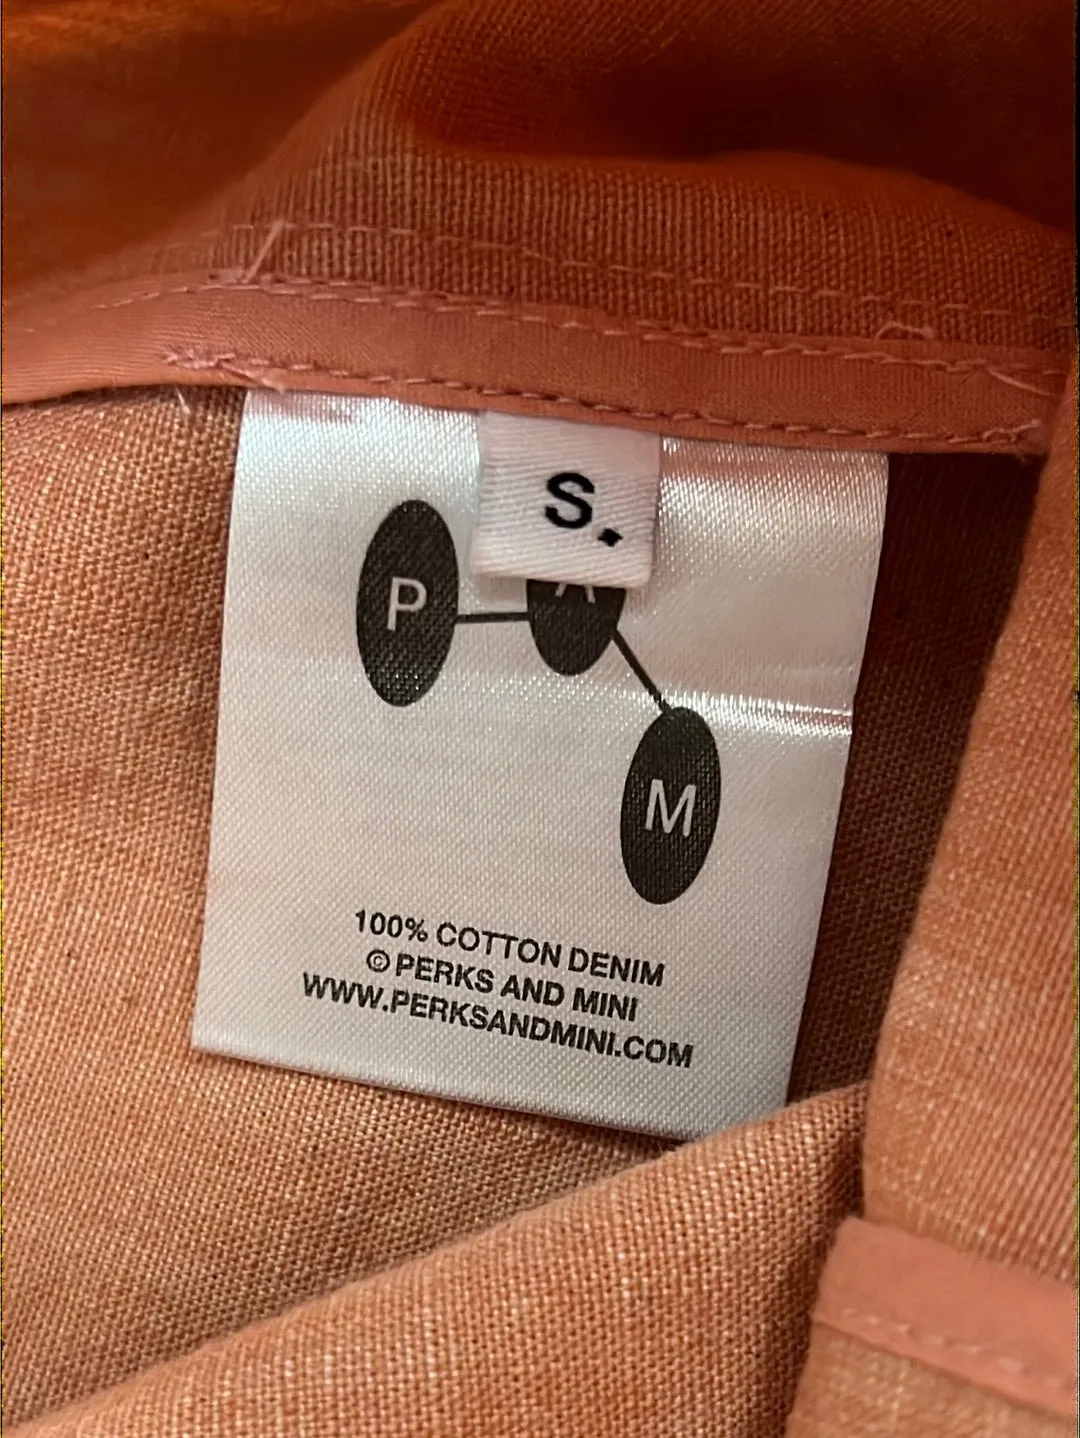 S.
P A M
100% COTTON DENIM
© PERKS AND MINI
WWW.PERKSANDMINI.COM